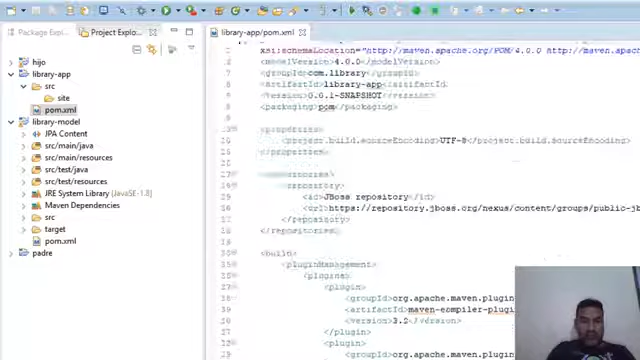 Package Explo...
Project Explo...
hijo
library-app
src
site
pom.xml
library-model
JPA Content
src/main/java
src/main/resources
src/test/java
src/test/resources
JRE System Library [JavaSE-1.8]
Maven Dependencies
src
target
pom.xml
padre
library-app/pom.xml
xsi:schemaLocation="http://maven.apache.org/POM/4.0.0 http://maven.apac
<modelVersion>4.0.0</modelVersion>
<groupId>com.library</groupId>
<artifactId>library-app</artifactId>
<version>0.0.1-SNAPSHOT</version>
<packaging>pom</packaging>
<properties>
<project.build.sourceEncoding>UTF-8</project.build.sourceEncoding>
</properties>
<repositories>
<repository>
<id>JBoss repository</id>
<url>https://repository.jboss.org/nexus/content/groups/public-jb
</repository>
</repositories>
<build>
<pluginManagement>
<plugins>
<plugin>
<groupId>org.apache.maven.plugin
<artifactId>maven-compiler-plugi
<version>3.2</version>
</plugin>
<plugin>
<groupId>org.apache.maven.plugin